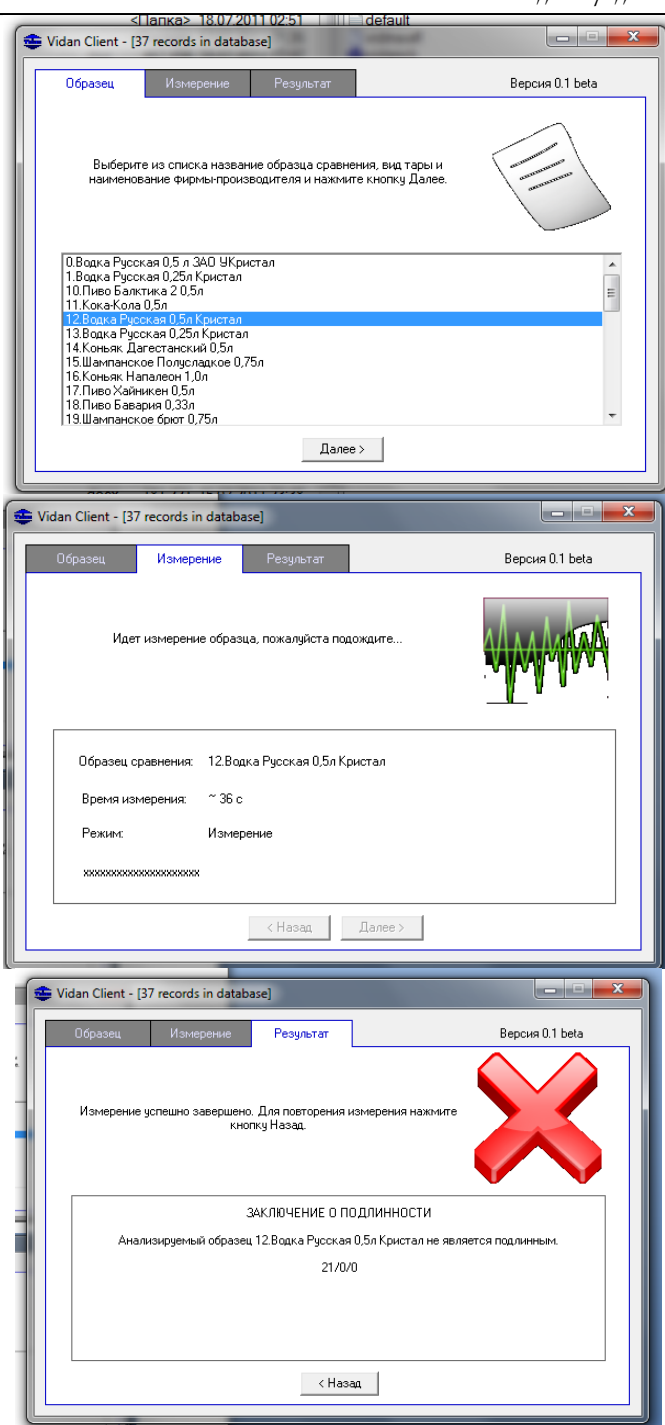 <Папка> 18.07.2011 02:51 default
Vidan Client - [37 records in database]
Образец Измерение Результат Версия 0.1 beta
Выберите из списка название образца сравнения, вид тары и
наименование фирмы-производителя и нажмите кнопку Далее.
0.Водка Русская 0,5 л ЗАО УКристал
1.Водка Русская 0,25л Кристал
10.Пиво Балктика 2 0,5л
11.Кока-Кола 0,5л
12.Водка Русская 0,5л Кристал
13.Водка Русская 0,25л Кристал
14.Коньяк Дагестанский 0,5л
15.Шампанское Полусладкое 0,75л
16.Коньяк Напалеон 1,0л
17.Пиво Хайникен 0,5л
18.Пиво Бавария 0,33л
19.Шампанское брют 0,75л
Далее >
Vidan Client - [37 records in database]
Образец Измерение Результат Версия 0.1 beta
Идет измерение образца, пожалуйста подождите...
Образец сравнения: 12.Водка Русская 0,5л Кристал
Время измерения: ~ 36 с
Режим: Измерение
xxxxxxxxxxxxxxxxxxxx
< Назад Далее >
Vidan Client - [37 records in database]
Образец Измерение Результат Версия 0.1 beta
Измерение успешно завершено. Для повторения измерения нажмите
кнопку Назад.
ЗАКЛЮЧЕНИЕ О ПОДЛИННОСТИ
Анализируемый образец 12.Водка Русская 0,5л Кристал не является подлинным.
21/0/0
< Назад